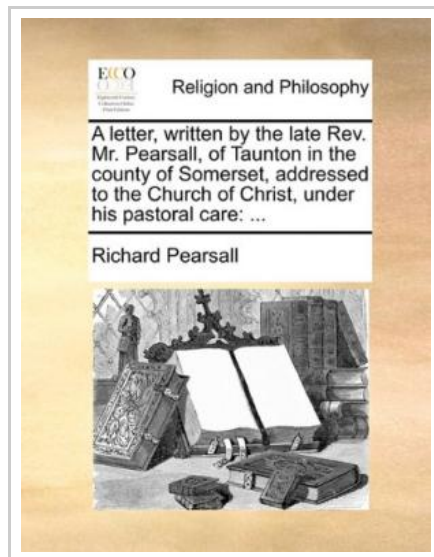 ECCO
Religion and Philosophy
A letter, written by the late Rev.
Mr. Pearsall, of Taunton in the
county of Somerset, addressed
to the Church of Christ, under
his pastoral care: ...
Richard Pearsall